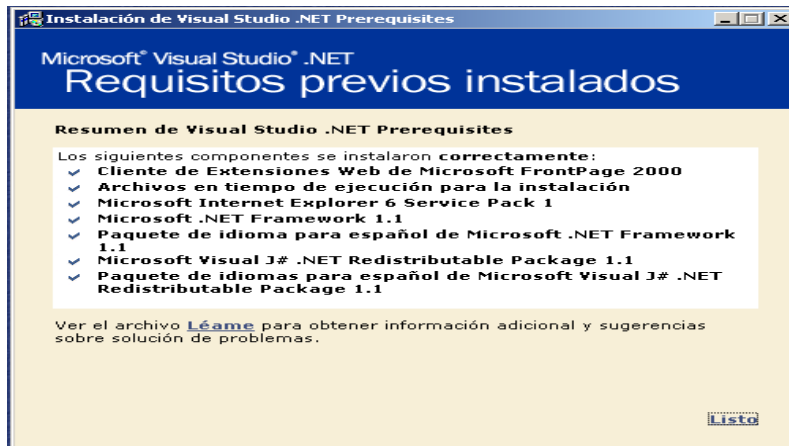 Instalación de Visual Studio .NET Prerequisites
Microsoft® Visual Studio® .NET
Requisitos previos instalados
Resumen de Visual Studio .NET Prerequisites
Los siguientes componentes se instalaron correctamente:
Cliente de Extensiones Web de Microsoft FrontPage 2000
Archivos en tiempo de ejecución para la instalación
Microsoft Internet Explorer 6 Service Pack 1
Microsoft .NET Framework 1.1
Paquete de idioma para español de Microsoft .NET Framework
1.1
Microsoft Visual J# .NET Redistributable Package 1.1
Paquete de idiomas para español de Microsoft Visual J# .NET
Redistributable Package 1.1
Ver el archivo Léame para obtener información adicional y sugerencias
sobre solución de problemas.
Listo